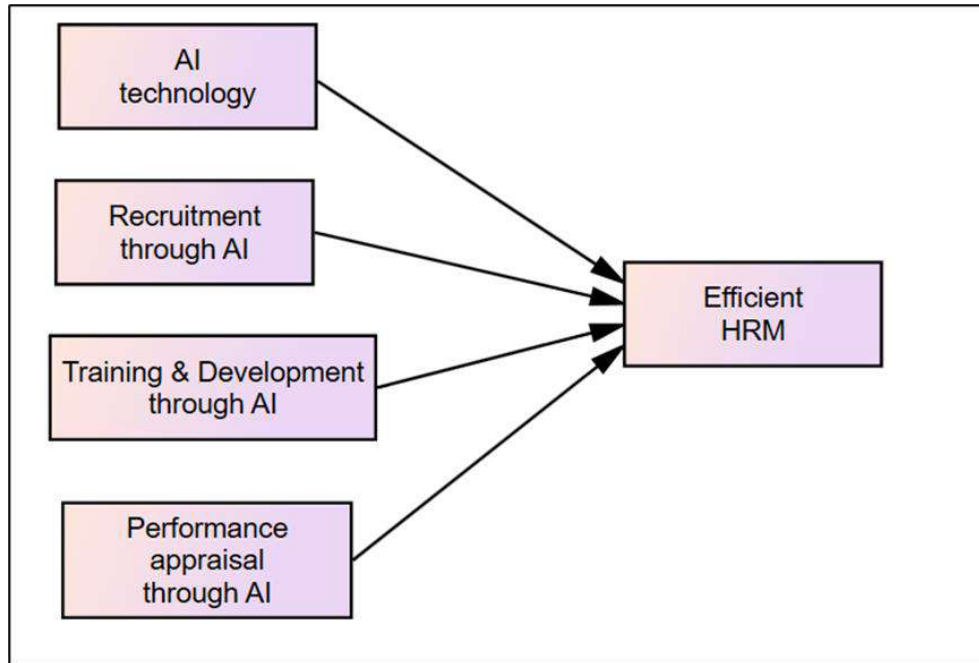 AI
technology
Recruitment
through AI
Training & Development
through AI
Performance
appraisal
through AI
Efficient
HRM